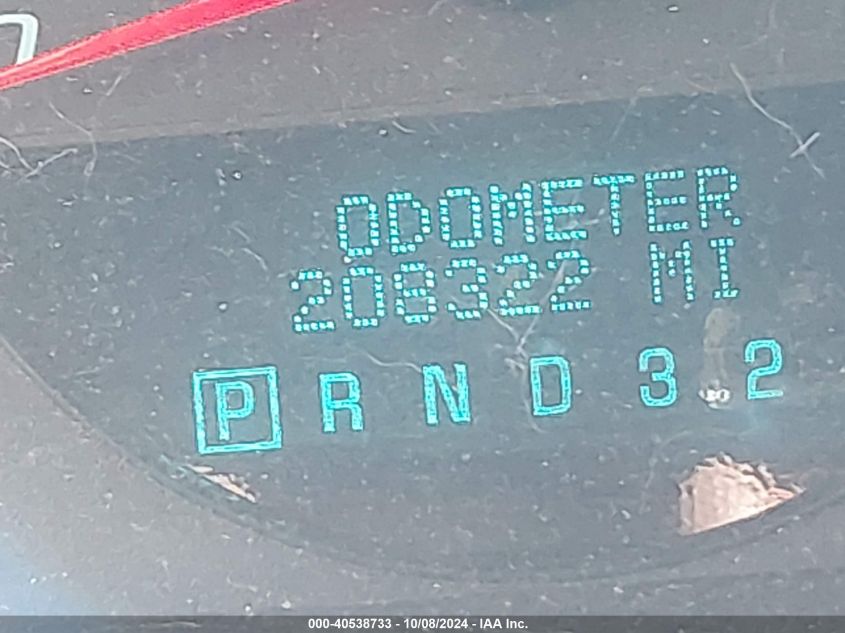 ODOMETER
208322 MI
P R N D 3 2
000-40538733 - 10/08/2024 - IAA Inc.